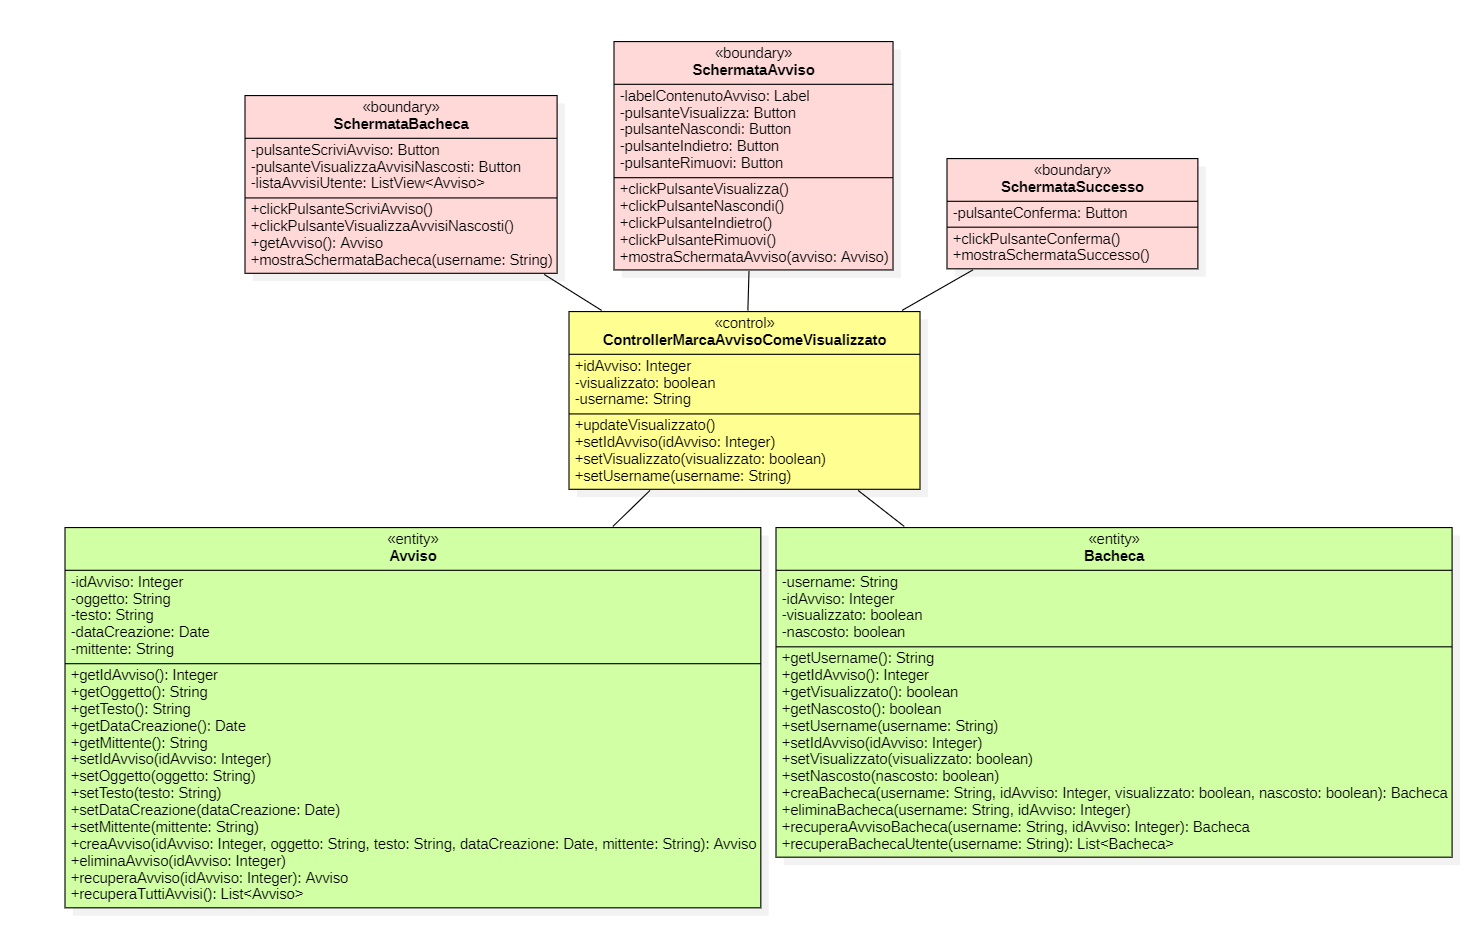 «boundary»
SchermataBacheca
-pulsanteScriviAvviso: Button
-pulsanteVisualizzaAvvisiNascosti: Button
-listaAvvisiUtente: ListView<Avviso>
+clickPulsanteScriviAvviso()
+clickPulsanteVisualizzaAvvisiNascosti()
+getAvviso(): Avviso
+mostraSchermataBacheca(username: String)
«boundary»
SchermataAvviso
-labelContenutoAvviso: Label
-pulsanteVisualizza: Button
-pulsanteNascondi: Button
-pulsanteIndietro: Button
-pulsanteRimuovi: Button
+clickPulsanteVisualizza()
+clickPulsanteNascondi()
+clickPulsanteIndietro()
+clickPulsanteRimuovi()
+mostraSchermataAvviso(avviso: Avviso)
«boundary»
SchermataSuccesso
-pulsanteConferma: Button
+clickPulsanteConferma()
+mostraSchermataSuccesso()
«control»
ControllerMarcaAvvisoComeVisualizzato
+idAvviso: Integer
-visualizzato: boolean
-username: String
+updateVisualizzato()
+setIdAvviso(idAvviso: Integer)
+setVisualizzato(visualizzato: boolean)
+setUsername(username: String)
«entity»
Avviso
-idAvviso: Integer
-oggetto: String
-testo: String
-dataCreazione: Date
-mittente: String
+getIdAvviso(): Integer
+getOggetto(): String
+getTesto(): String
+getDataCreazione(): Date
+getMittente(): String
+setIdAvviso(idAvviso: Integer)
+setOggetto(oggetto: String)
+setTesto(testo: String)
+setDataCreazione(dataCreazione: Date)
+setMittente(mittente: String)
+creaAvviso(idAvviso: Integer, oggetto: String, testo: String, dataCreazione: Date, mittente: String): Avviso
+eliminaAvviso(idAvviso: Integer)
+recuperaAvviso(idAvviso: Integer): Avviso
+recuperaTuttiAvvisi(): List<Avviso>
«entity»
Bacheca
-username: String
-idAvviso: Integer
-visualizzato: boolean
-nascosto: boolean
+getUsername(): String
+getIdAvviso(): Integer
+getVisualizzato(): boolean
+getNascosto(): boolean
+setUsername(username: String)
+setIdAvviso(idAvviso: Integer)
+setVisualizzato(visualizzato: boolean)
+setNascosto(nascosto: boolean)
+creaBacheca(username: String, idAvviso: Integer, visualizzato: boolean, nascosto: boolean): Bacheca
+eliminaBacheca(username: String, idAvviso: Integer)
+recuperaAvvisoBacheca(username: String, idAvviso: Integer): Bacheca
+recuperaBachecaUtente(username: String): List<Bacheca>